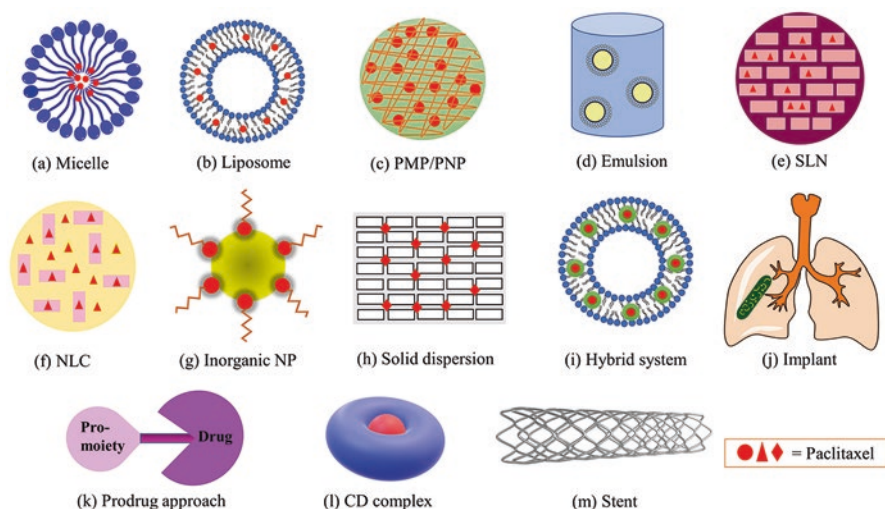 (a) Micelle
(b) Liposome
(c) PMP/PNP
(d) Emulsion
(e) SLN
(f) NLC
(g) Inorganic NP
(h) Solid dispersion
(i) Hybrid system
(j) Implant
Pro-
moiety
Drug
= Paclitaxel
(k) Prodrug approach
(l) CD complex
(m) Stent